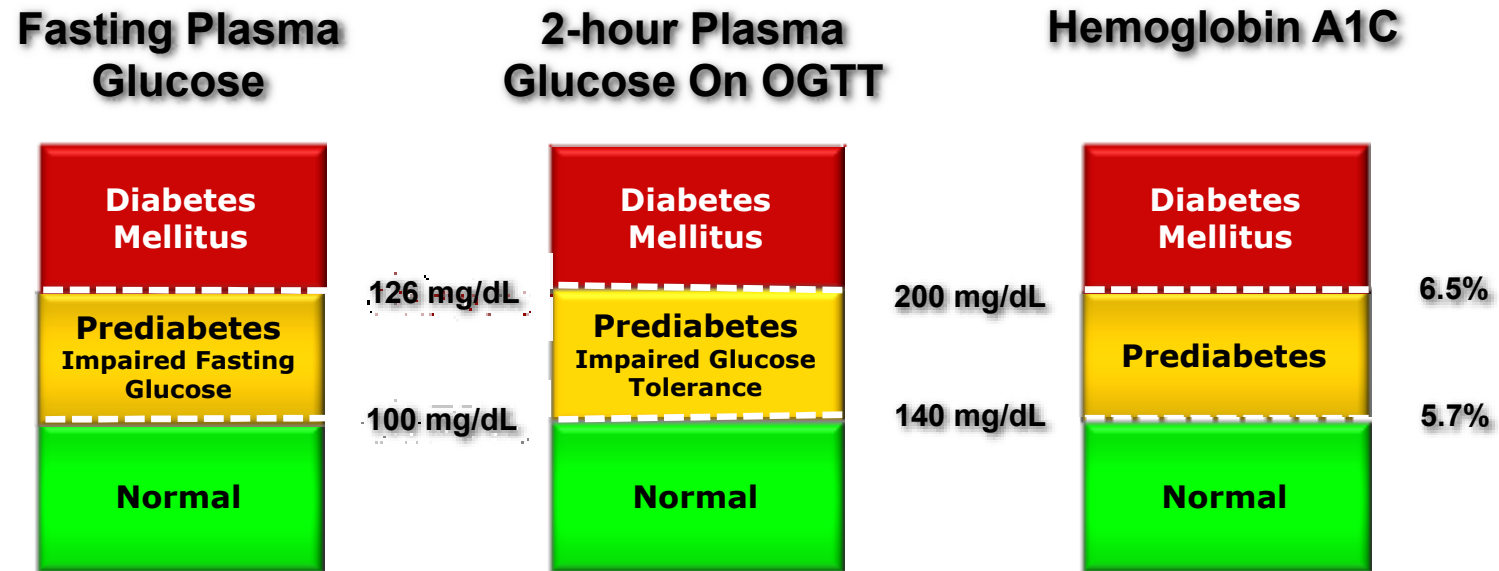 Fasting Plasma
Glucose
2-hour Plasma
Glucose On OGTT
Hemoglobin A1C
Diabetes
Mellitus
126 mg/dL
Prediabetes
Impaired Fasting
Glucose
100 mg/dL
Normal
Diabetes
Mellitus
200 mg/dL
Prediabetes
Impaired Glucose
Tolerance
140 mg/dL
Normal
Diabetes
Mellitus
6.5%
Prediabetes
5.7%
Normal